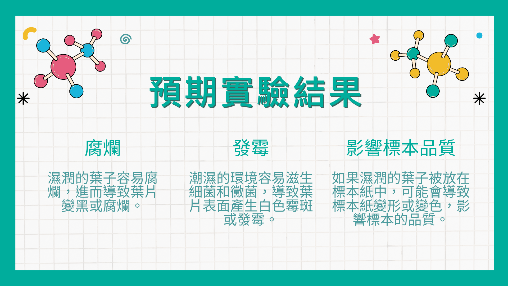 預期實驗結果
腐爛
濕潤的葉子容易腐
爛，進而導致葉片
變黑或腐爛。
發霉
潮濕的環境容易滋生
細菌和黴菌，導致葉
片表面產生白色霉斑
或發霉。
影響標本品質
如果濕潤的葉子被放在
標本紙中，可能會導致
標本紙變形或變色，影
響標本的品質。